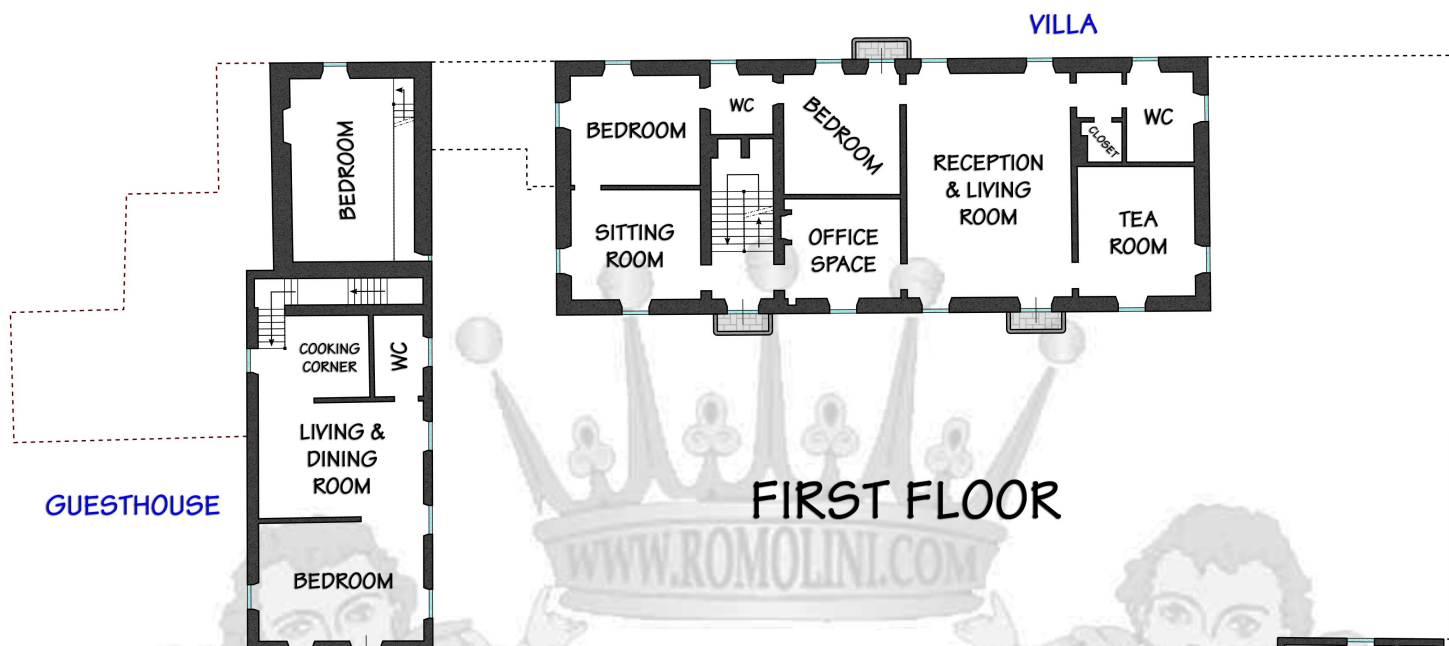 VILLA
BEDROOM
WC
BEDROOM
WC
CLOSET
RECEPTION
& LIVING
ROOM
TEA
ROOM
SITTING
ROOM
OFFICE
SPACE
BEDROOM
COOKING
CORNER
WC
LIVING &
DINING
ROOM
BEDROOM
GUESTHOUSE
FIRST FLOOR
WWW.ROMOLINI.COM